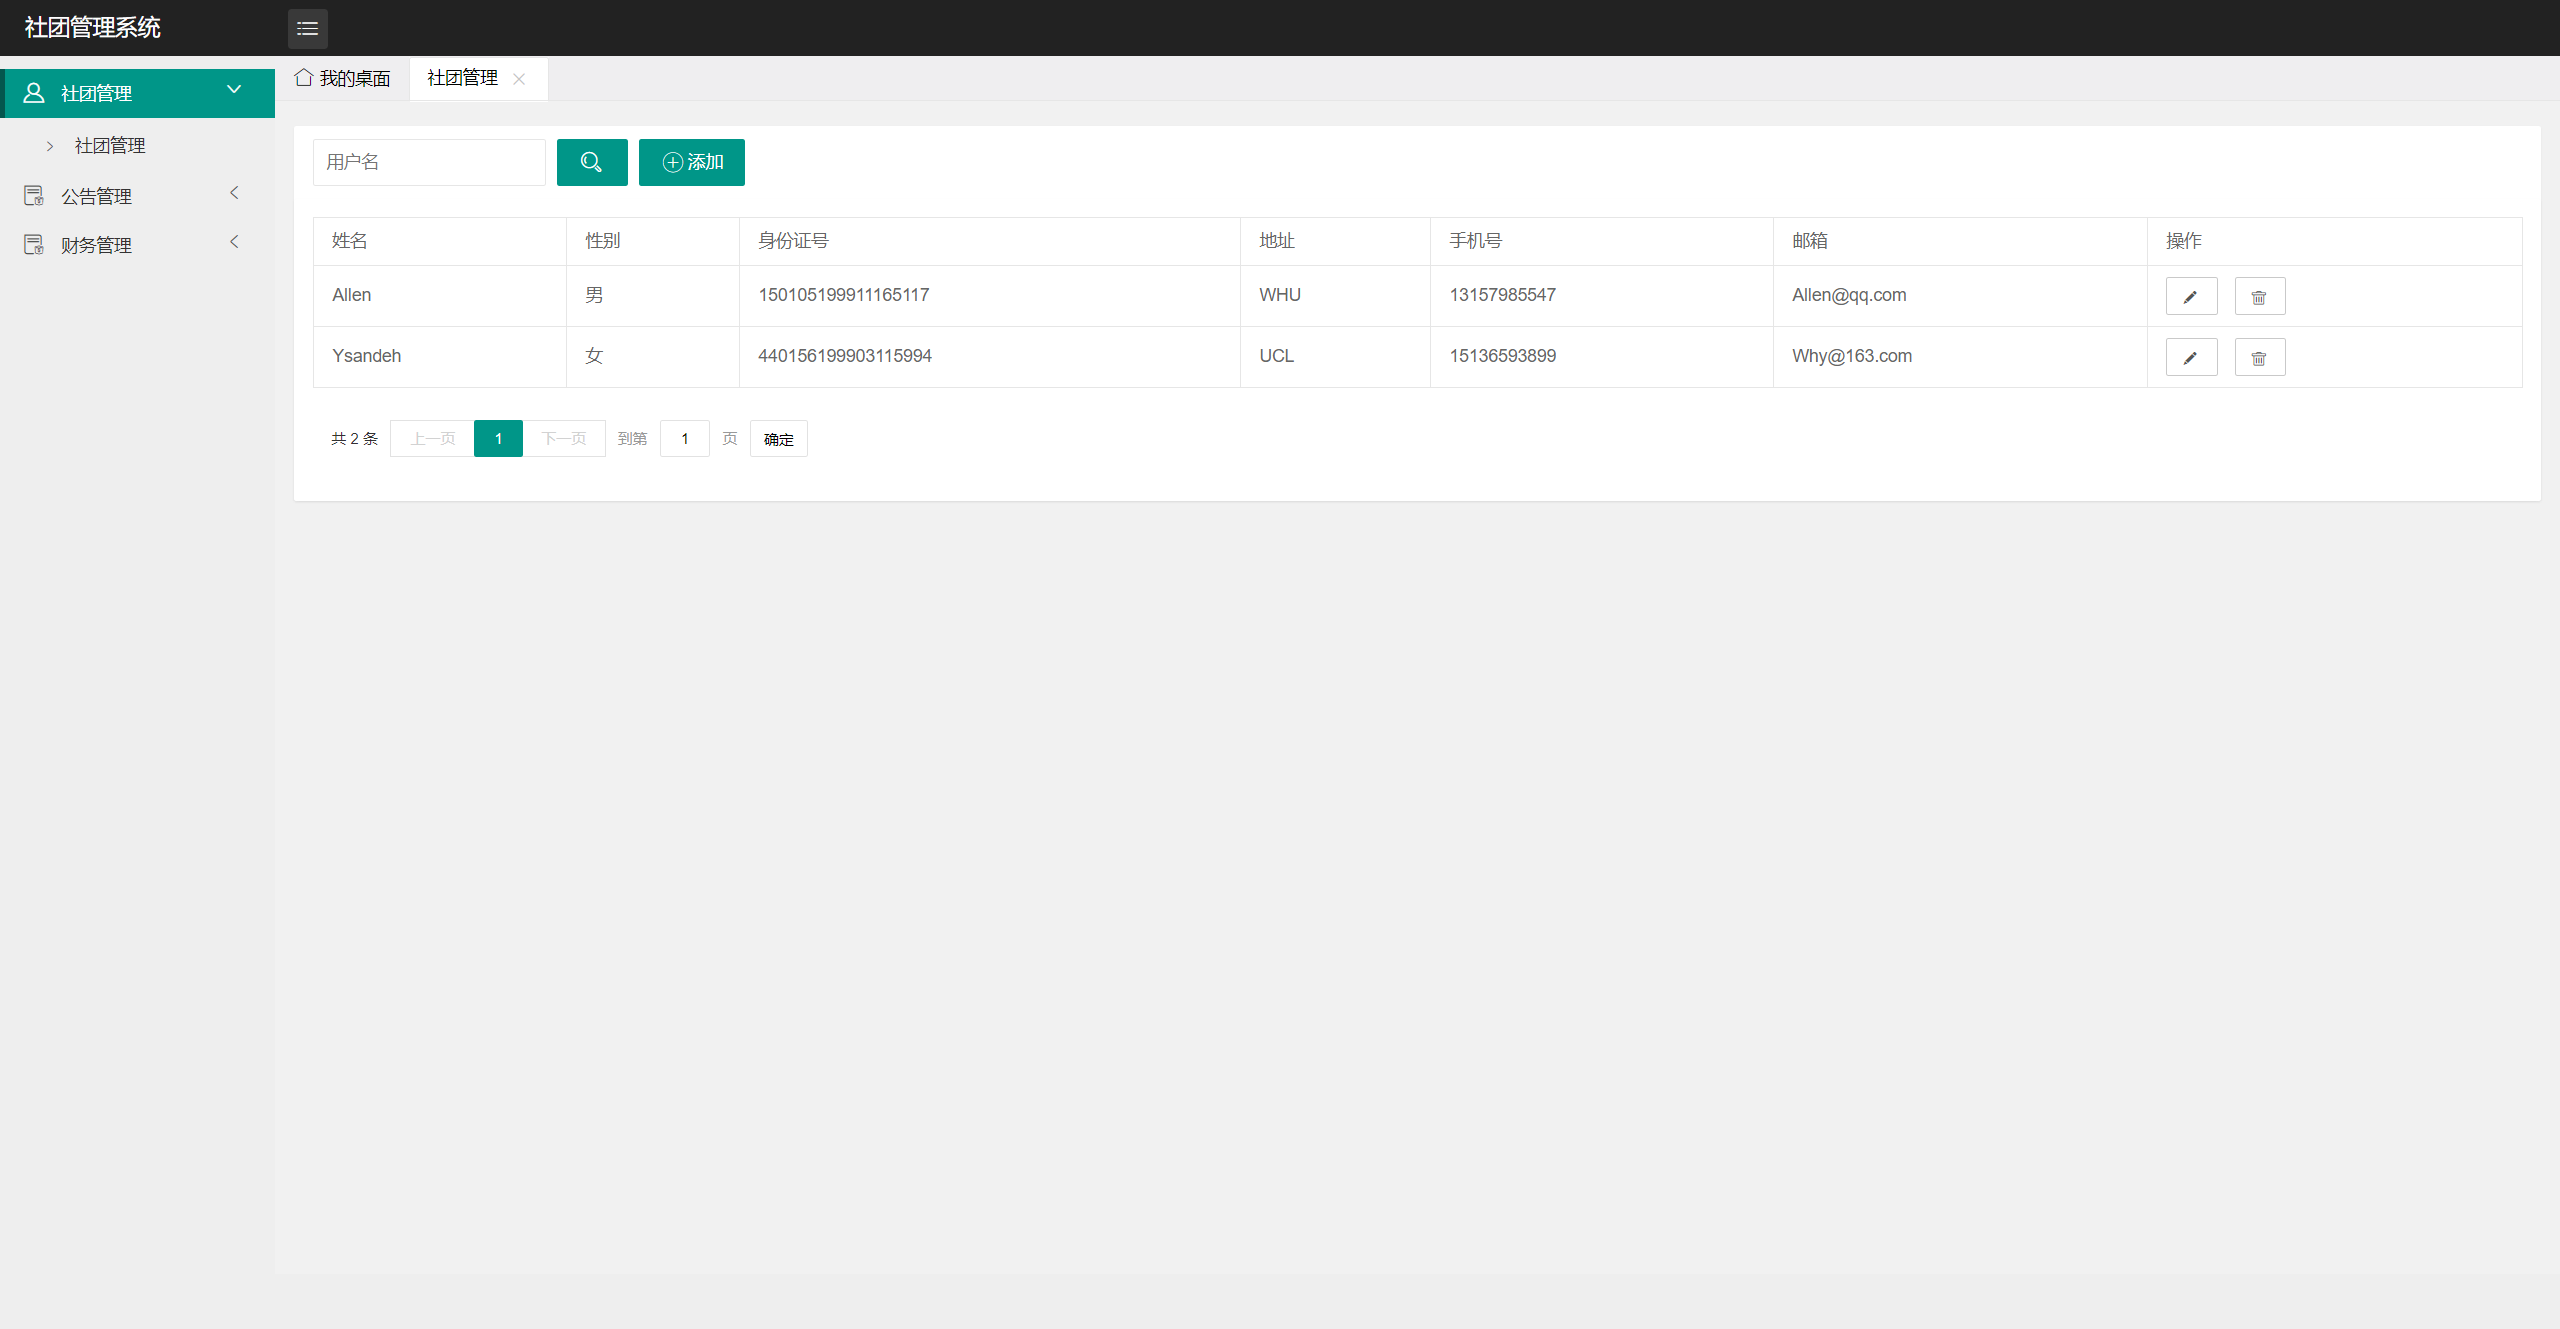 社团管理系统
社团管理
社团管理
公告管理
财务管理
我的桌面 社团管理
用户名 添加
姓名 性别 身份证号 地址 手机号 邮箱 操作
Allen 男 150105199911165117 WHU 13157985547 Allen@qq.com
Ysandeh 女 440156199903115994 UCL 15136593899 Why@163.com
共 2 条 上一页 1 下一页 到第 1 页 确定